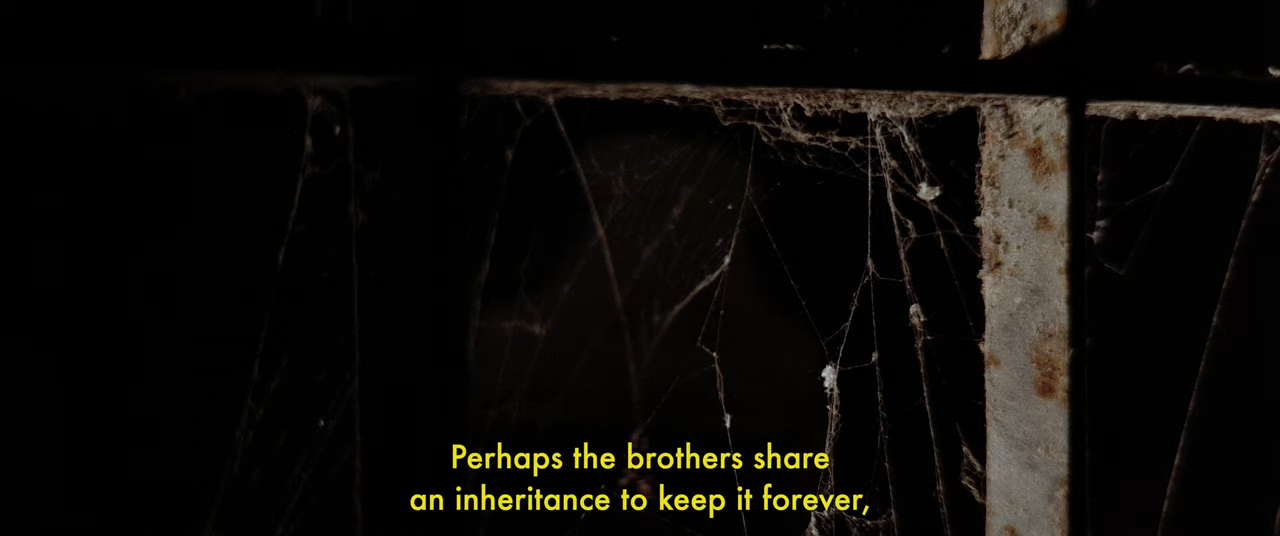 Perhaps the brothers share
an inheritance to keep it forever,